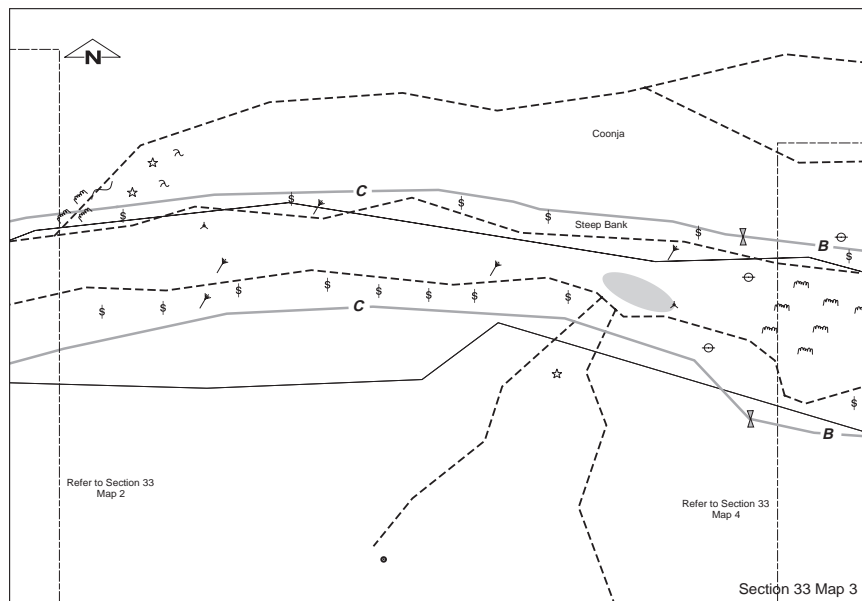 N
Coonja
C
Steep Bank
B
C
B
Refer to Section 33
Map 2
Refer to Section 33
Map 4
Section 33 Map 3